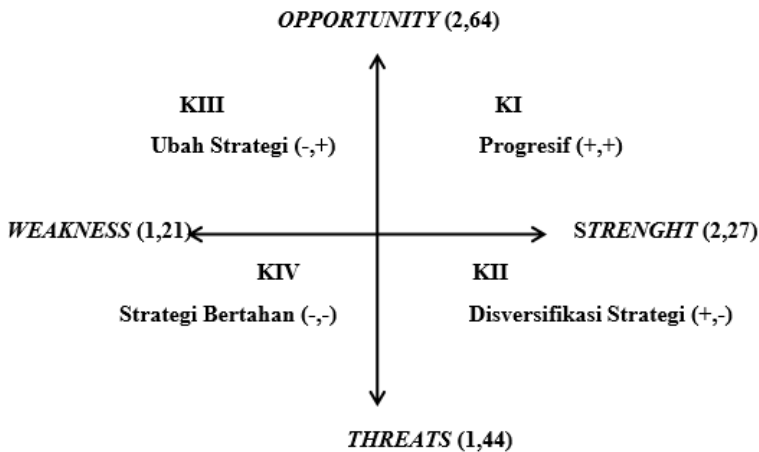 OPPORTUNITY (2,64)
KIII
KI
Ubah Strategi (-,+)
Progresif (+,+)
WEAKNESS (1,21)
STRENGHT (2,27)
KIV
KII
Strategi Bertahan (-,-)
Disversifikasi Strategi (+,-)
THREATS (1,44)